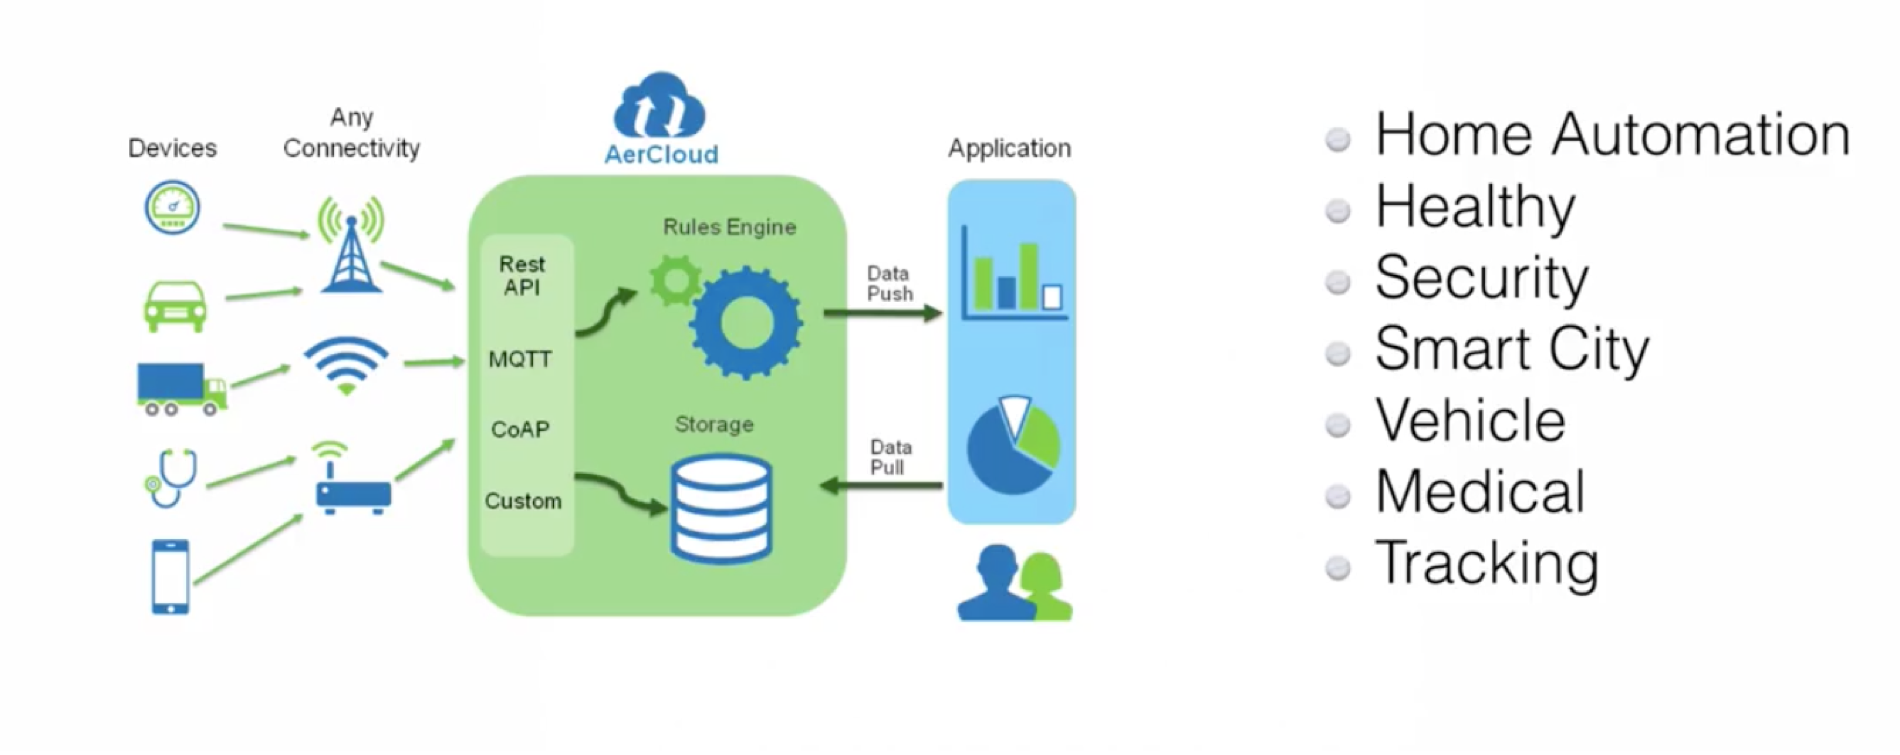 Devices
Any
Connectivity
AerCloud
Application
Rest
API
MQTT
CoAP
Custom
Rules Engine
Storage
Data
Push
Data
Pull
Home Automation
Healthy
Security
Smart City
Vehicle
Medical
Tracking